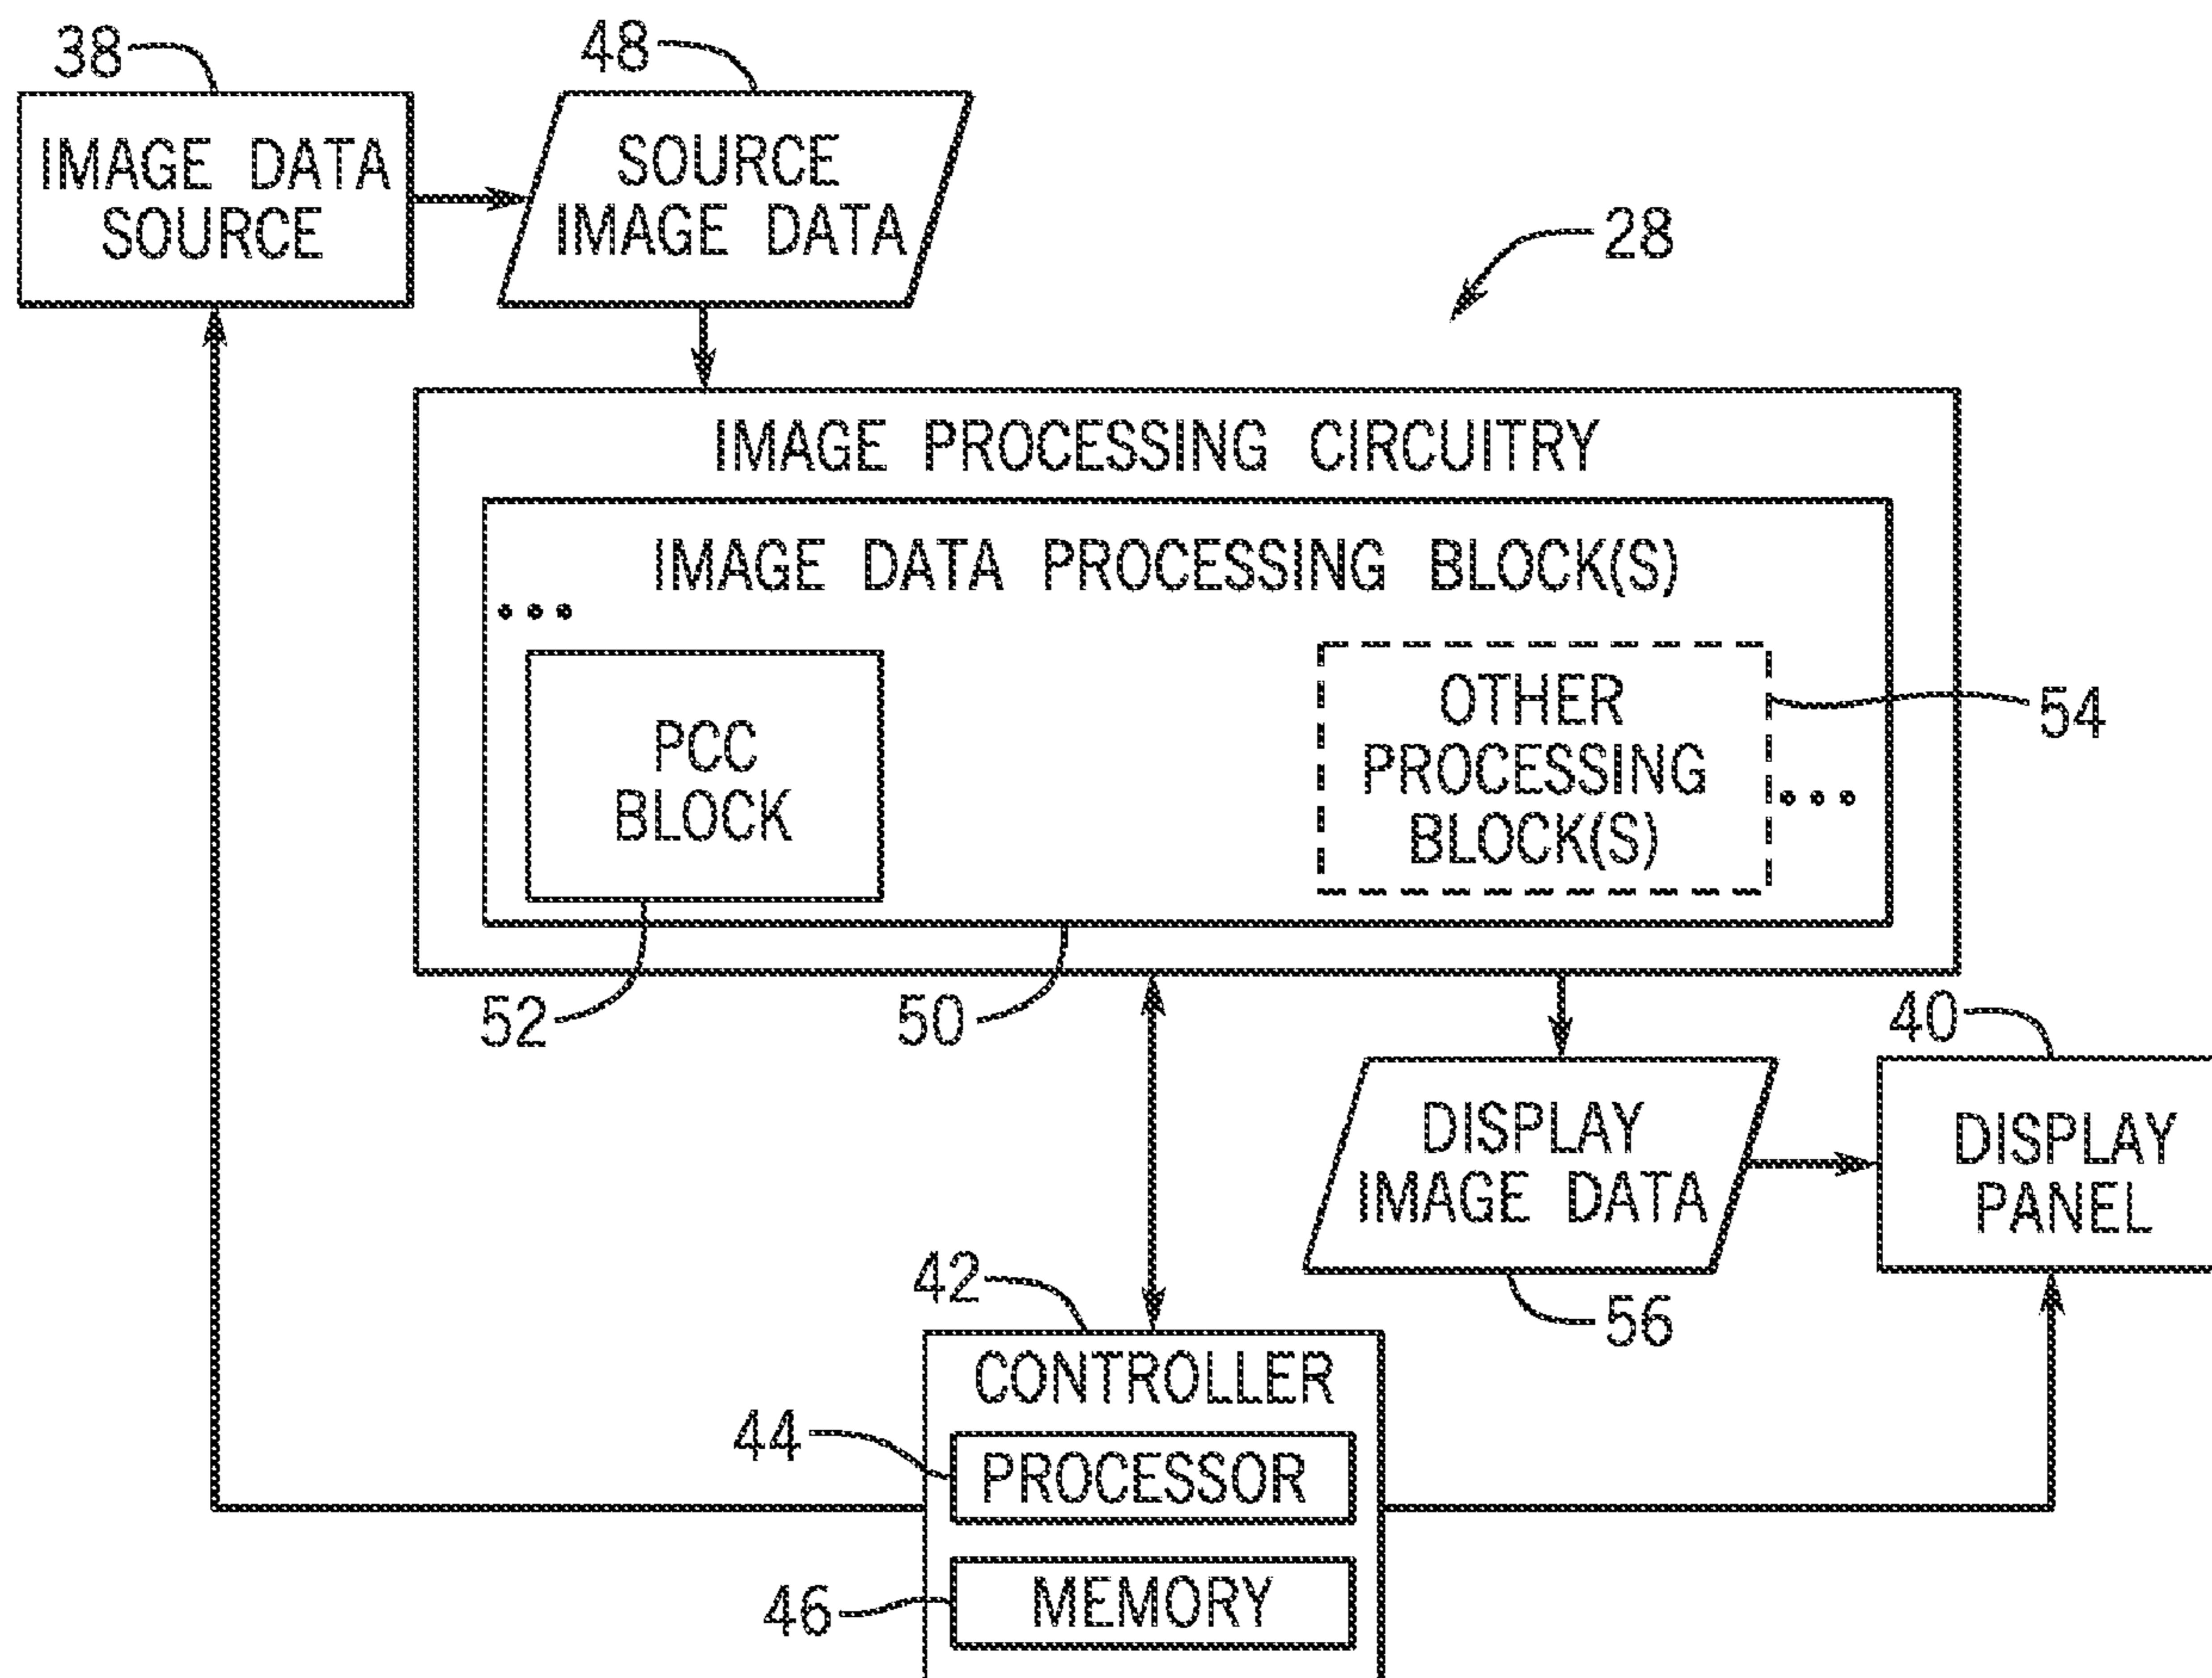 38
48
IMAGE DATA
SOURCE
SOURCE
IMAGE DATA
28
IMAGE PROCESSING CIRCUITRY
IMAGE DATA PROCESSING BLOCK(S)
...
PCC
BLOCK
OTHER
PROCESSING
BLOCK(S)
...
54
52
50
40
DISPLAY
IMAGE DATA
DISPLAY
PANEL
56
42
CONTROLLER
44
PROCESSOR
46
MEMORY